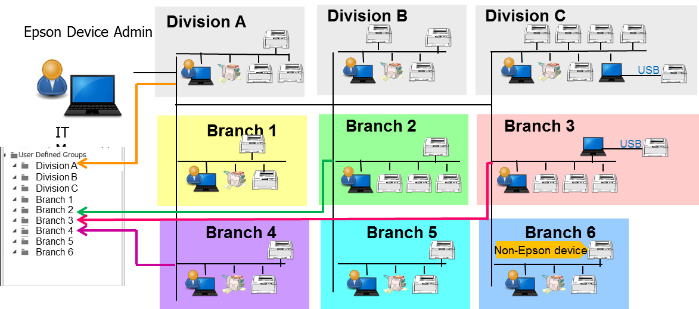 Epson Device Admin
Division A
Division B
Division C
USB
IT
Branch 1
Branch 2
Branch 3
USB
User Defined Groups
Division A
Division B
Division C
Branch 1
Branch 2
Branch 3
Branch 4
Branch 5
Branch 6
Branch 4
Branch 5
Branch 6
Non-Epson device